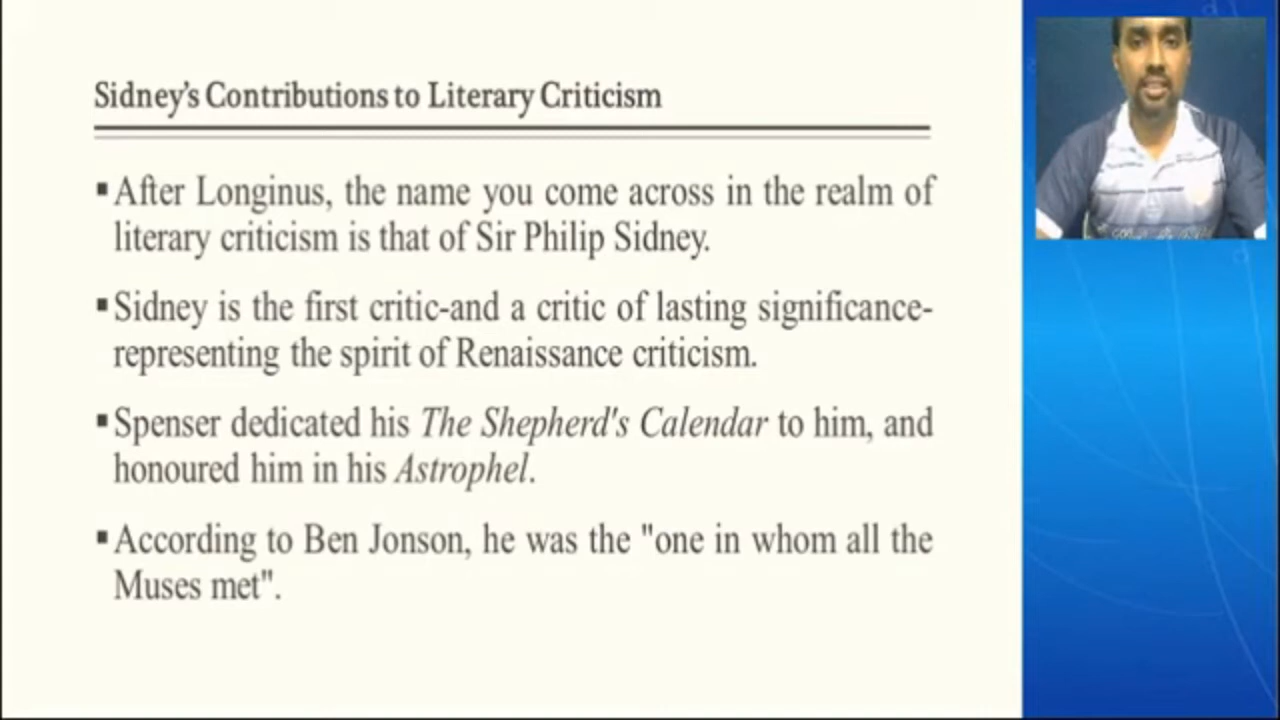 Sidney's Contributions to Literary Criticism
▪ After Longinus, the name you come across in the realm of
literary criticism is that of Sir Philip Sidney.
▪ Sidney is the first critic-and a critic of lasting significance-
representing the spirit of Renaissance criticism.
▪ Spenser dedicated his The Shepherd's Calendar to him, and
honoured him in his Astrophel.
▪ According to Ben Jonson, he was the "one in whom all the
Muses met".